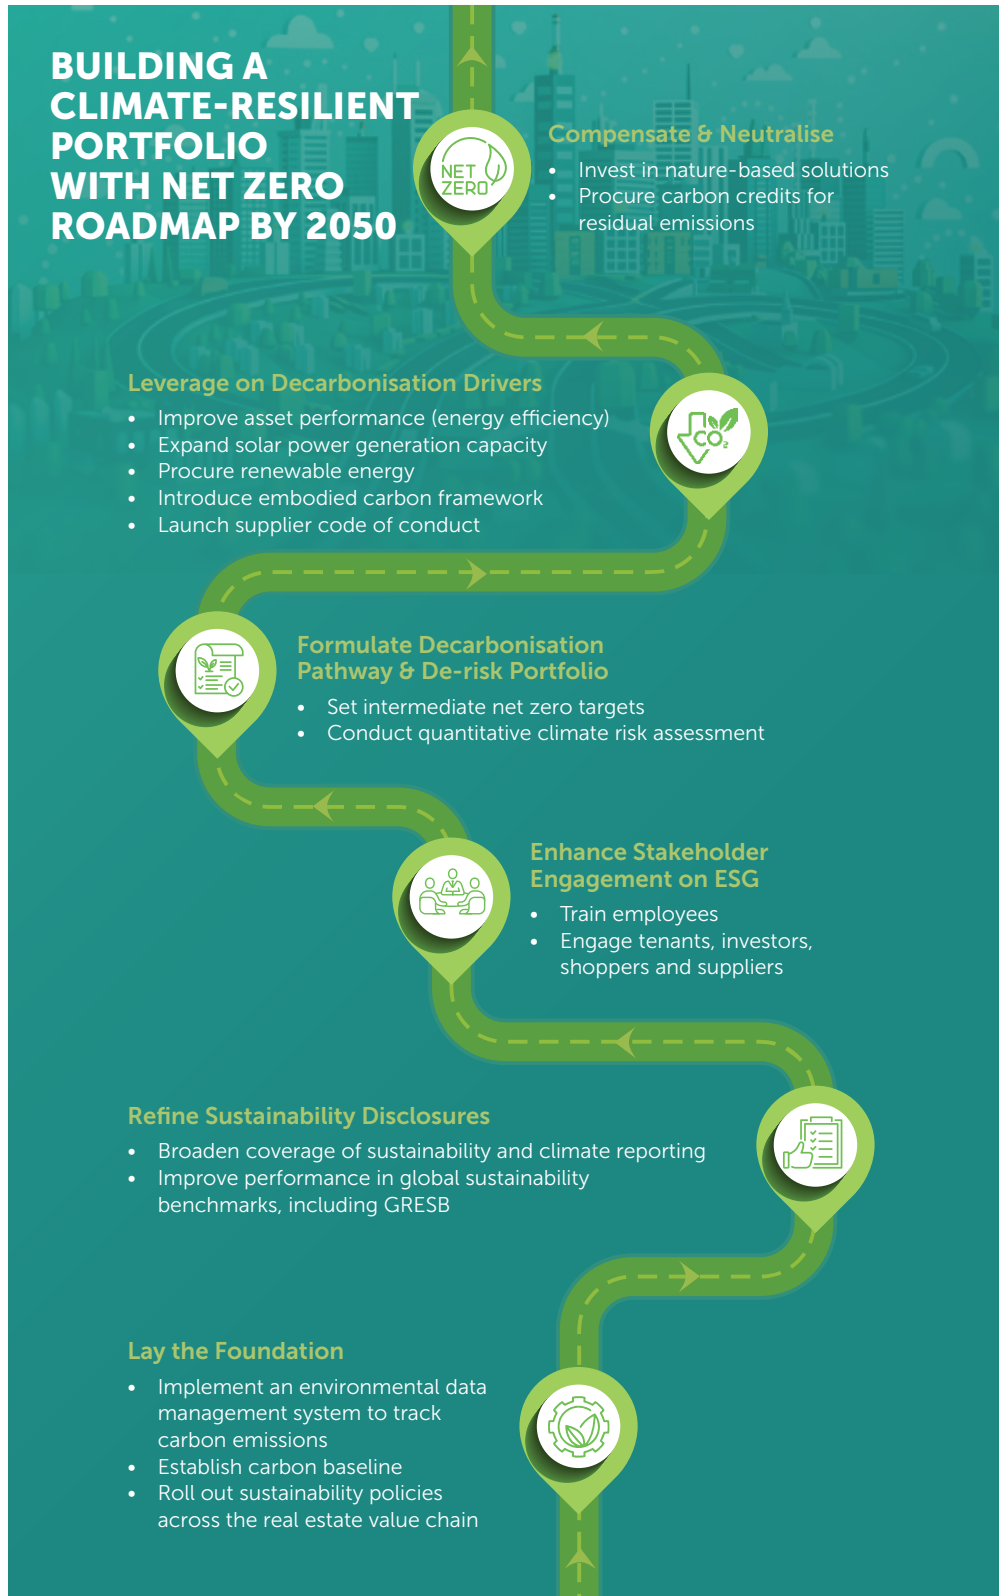 BUILDING A
CLIMATE-RESILIENT
PORTFOLIO
WITH NET ZERO
ROADMAP BY 2050
NET
ZERO
Compensate & Neutralise
• Invest in nature-based solutions
• Procure carbon credits for
residual emissions
Leverage on Decarbonisation Drivers
• Improve asset performance (energy efficiency)
• Expand solar power generation capacity
• Procure renewable energy
• Introduce embodied carbon framework
• Launch supplier code of conduct
CO₂
Formulate Decarbonisation
Pathway & De-risk Portfolio
• Set intermediate net zero targets
• Conduct quantitative climate risk assessment
Enhance Stakeholder
Engagement on ESG
• Train employees
• Engage tenants, investors,
shoppers and suppliers
Refine Sustainability Disclosures
• Broaden coverage of sustainability and climate reporting
• Improve performance in global sustainability
benchmarks, including GRESB
Lay the Foundation
• Implement an environmental data
management system to track
carbon emissions
• Establish carbon baseline
• Roll out sustainability policies
across the real estate value chain